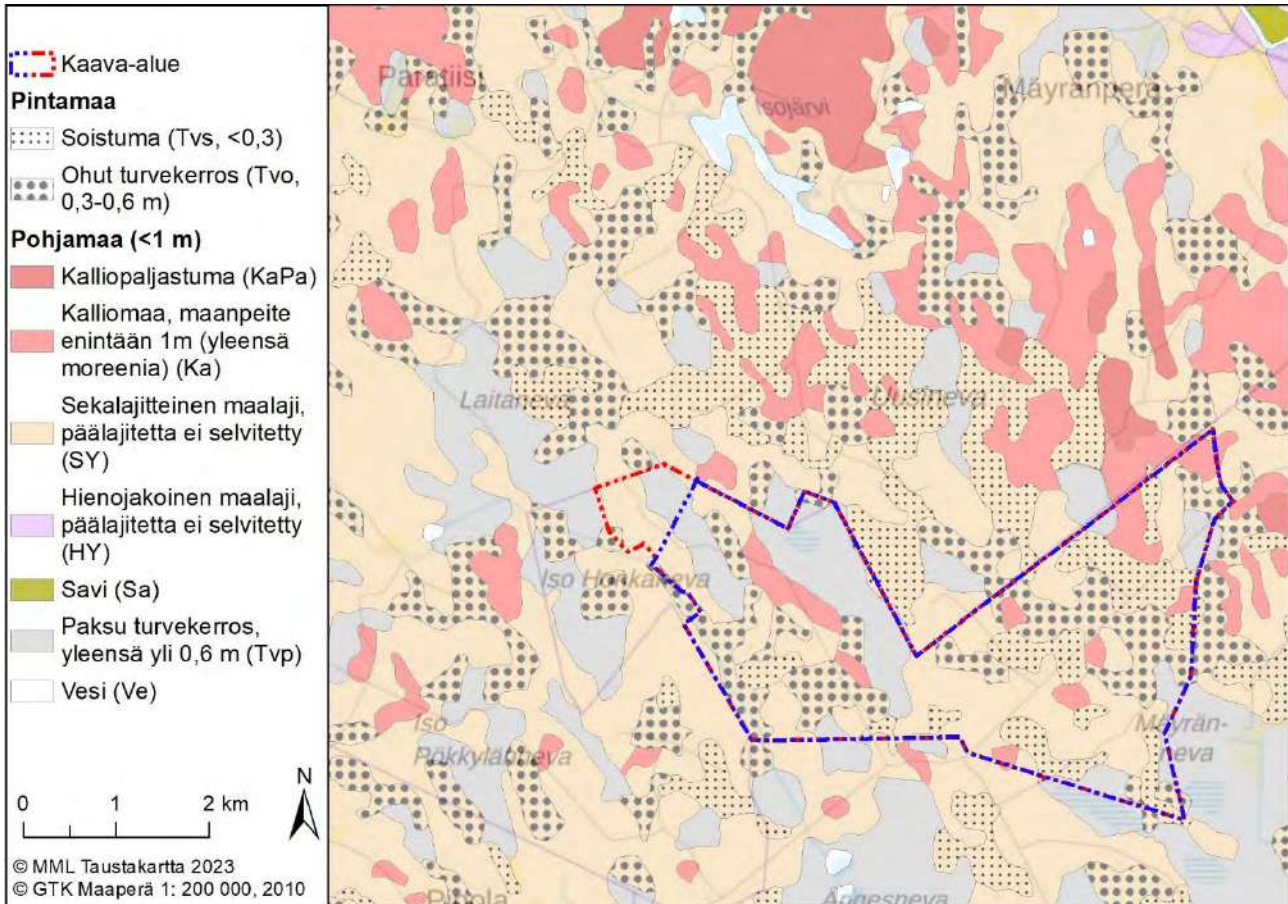 Kaava-alue
Pintamaa
Soistuma (Tvs, <0,3)
Ohut turvekerros (Tvo,
0,3-0,6 m)
Pohjamaa (<1 m)
Kalliopaljastuma (KaPa)
Kalliomaa, maanpeite
enintään 1m (yleensä
moreenia) (Ka)
Sekalajitteinen maalaji,
päälajitetta ei selvitetty
(SY)
Hienojakoinen maalaji,
päälajitetta ei selvitetty
(HY)
Savi (Sa)
Paksu turvekerros,
yleensä yli 0,6 m (Tvp)
Vesi (Ve)
0 1 2 km
N
© MML Taustakartta 2023
© GTK Maaperä 1: 200 000, 2010
Paratiisi
Isojärvi
Mäyränperä
Laitaneva
Uusineva
Iso Honkaneva
Iso
Pökkylänneva
Mäyrän-
neva